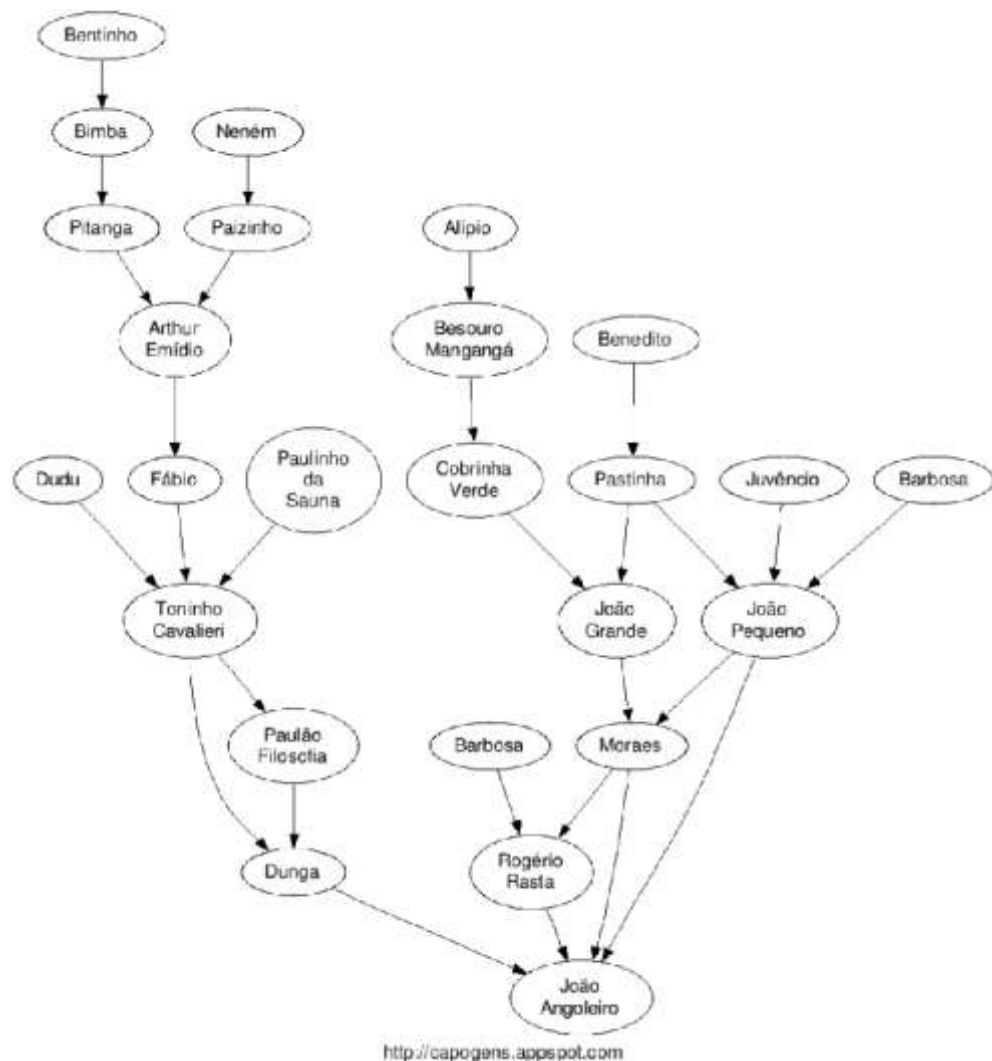 Bentinho
Bimba
Neném
Pitanga
Paizinho
Alípio
Arthur
Emídio
Besouro
Mangangá
Benedito
Dudu
Fábio
Paulinho
da
Sauna
Cobrinha
Verde
Pastinha
Juvêncio
Barbosa
Toninho
Cavalieri
João
Grande
João
Pequeno
Paulão
Filosofia
Barbosa
Moraes
Dunga
Rogério
Rasta
João
Angoleiro
http://capogens.appspot.com